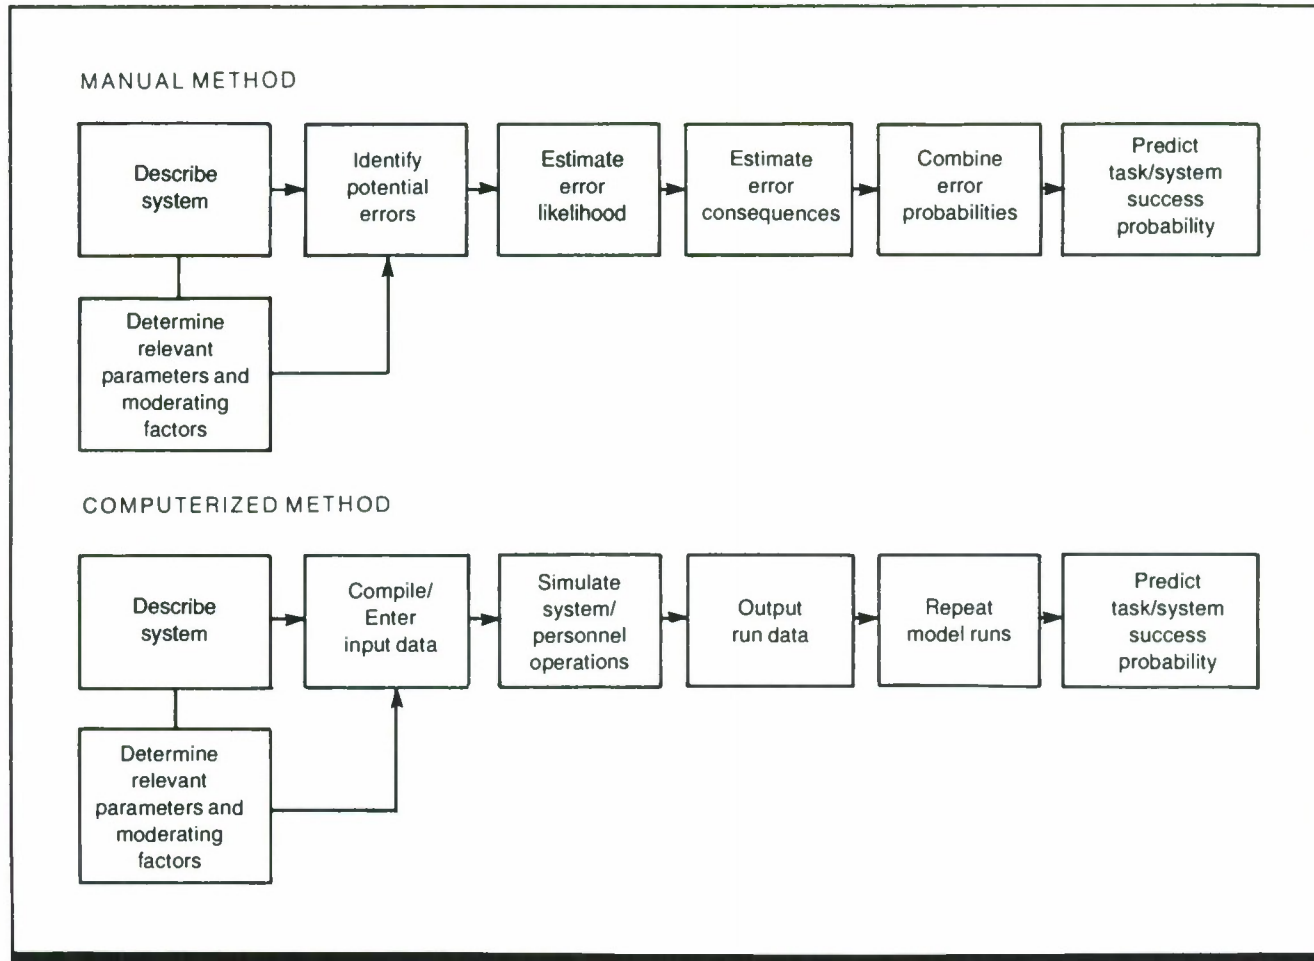 MANUAL METHOD
Describe
system
Identify
potential
errors
Estimate
error
likelihood
Estimate
error
consequences
Combine
error
probabilities
Predict
task/system
success
probability
Determine
relevant
parameters and
moderating
factors
COMPUTERIZED METHOD
Describe
system
Compile/
Enter
input data
Simulate
system/
personnel
operations
Output
run data
Repeat
model runs
Predict
task/system
success
probability
Determine
relevant
parameters and
moderating
factors